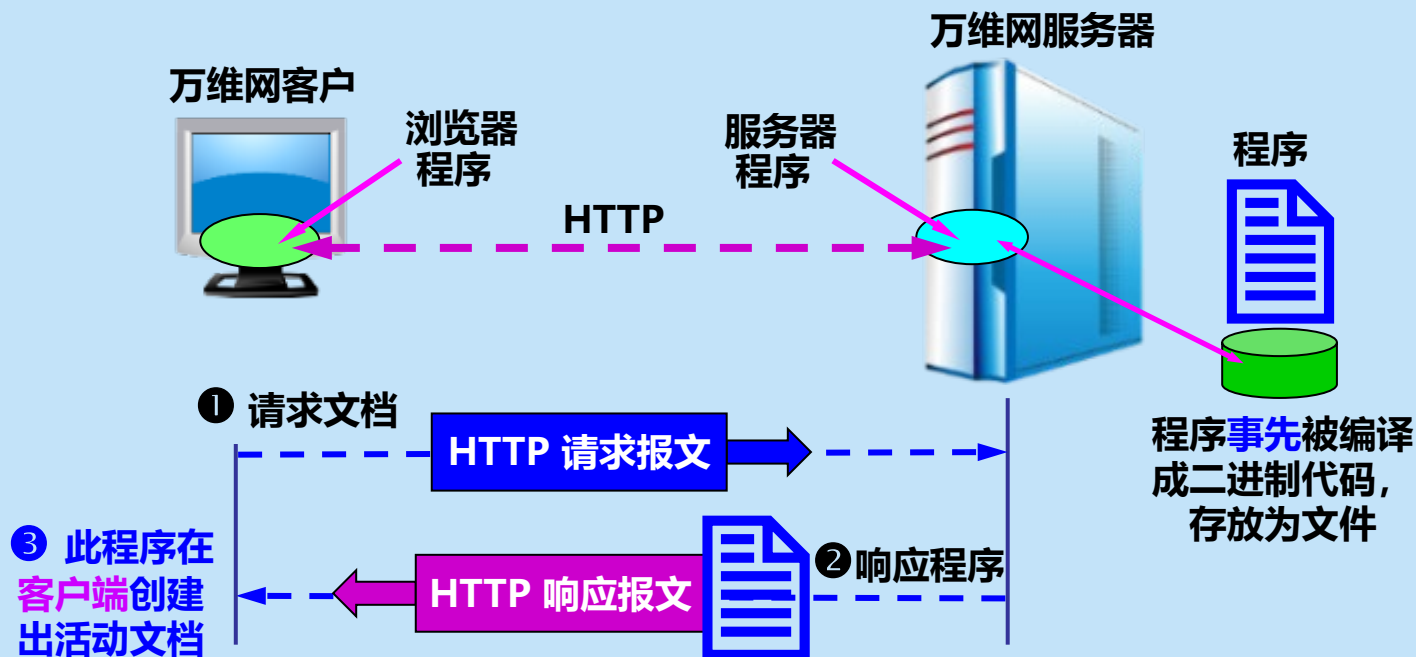 万维网服务器
万维网客户
浏览器
程序
服务器
程序
程序
HTTP
❶ 请求文档
HTTP 请求报文
程序事先被编译
成二进制代码，
存放为文件
❸ 此程序在
客户端创建
出活动文档
HTTP 响应报文
❷响应程序